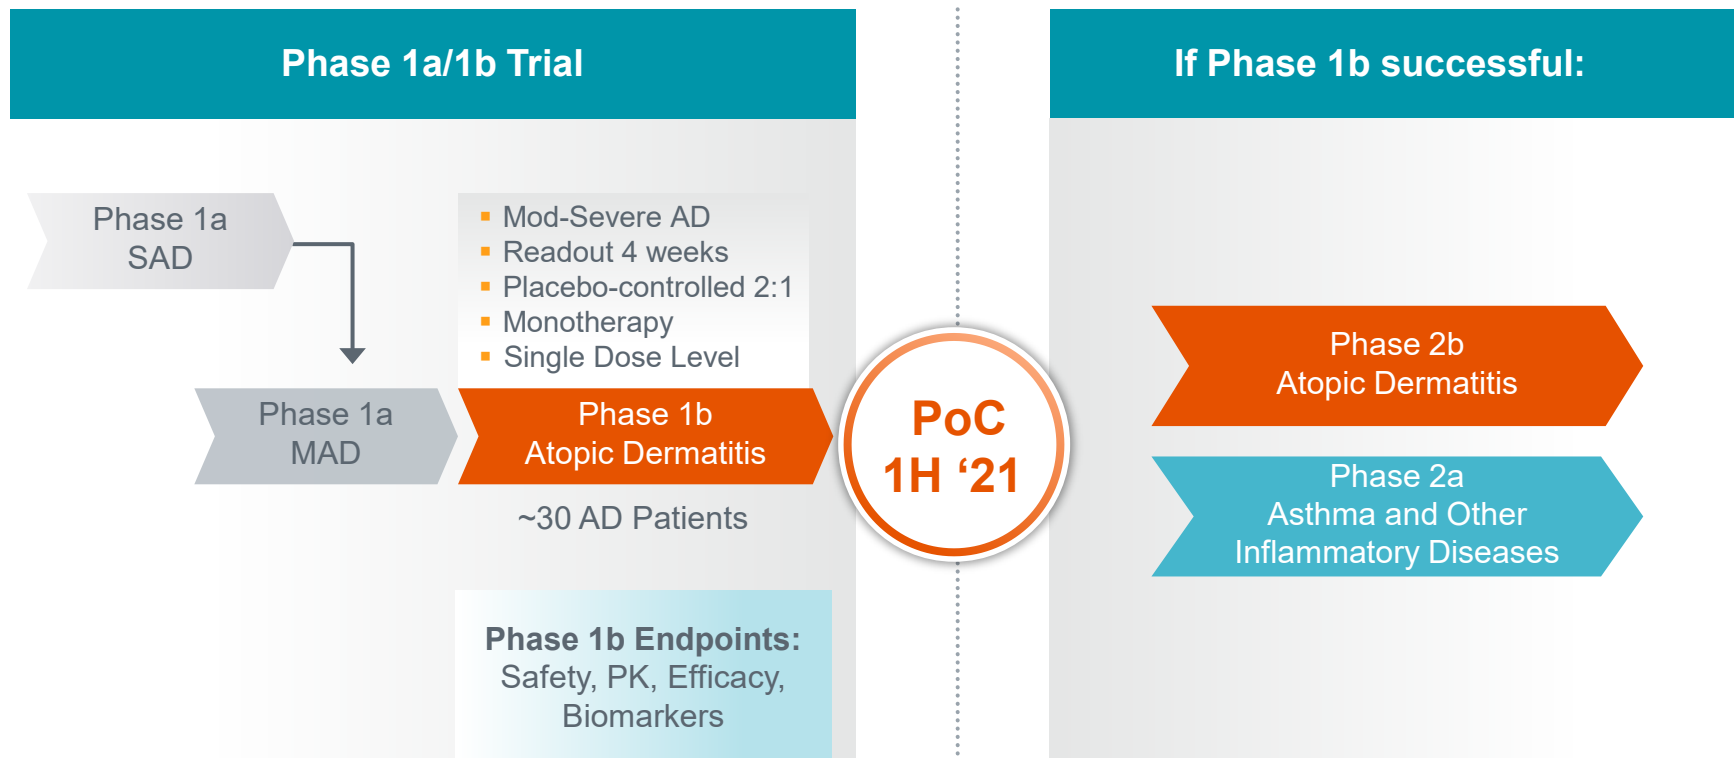 Phase 1a/1b Trial
If Phase 1b successful:
Phase 1a
SAD
Mod-Severe AD
Readout 4 weeks
Placebo-controlled 2:1
Monotherapy
Single Dose Level
Phase 1a
MAD
Phase 1b
Atopic Dermatitis
~30 AD Patients
Phase 1b Endpoints:
Safety, PK, Efficacy,
Biomarkers
PoC
1H ‘21
Phase 2b
Atopic Dermatitis
Phase 2a
Asthma and Other
Inflammatory Diseases